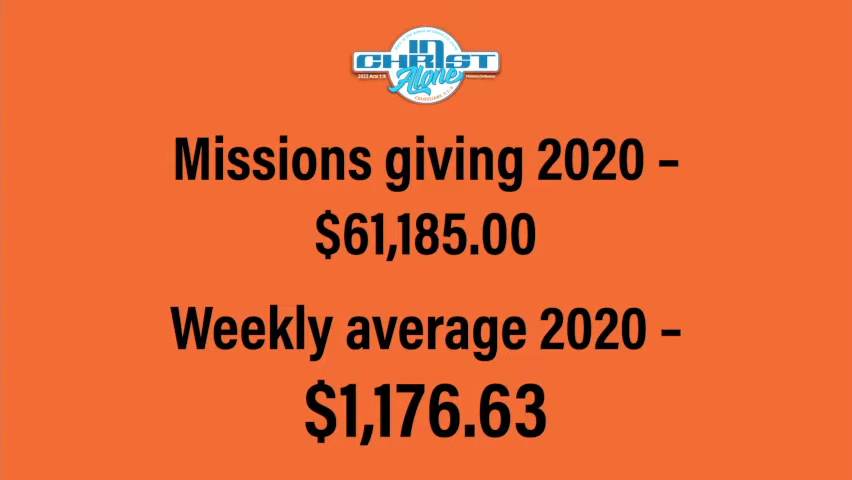 IN
CHRIST
Alone
Missions giving 2020 –
$61,185.00
Weekly average 2020 –
$1,176.63